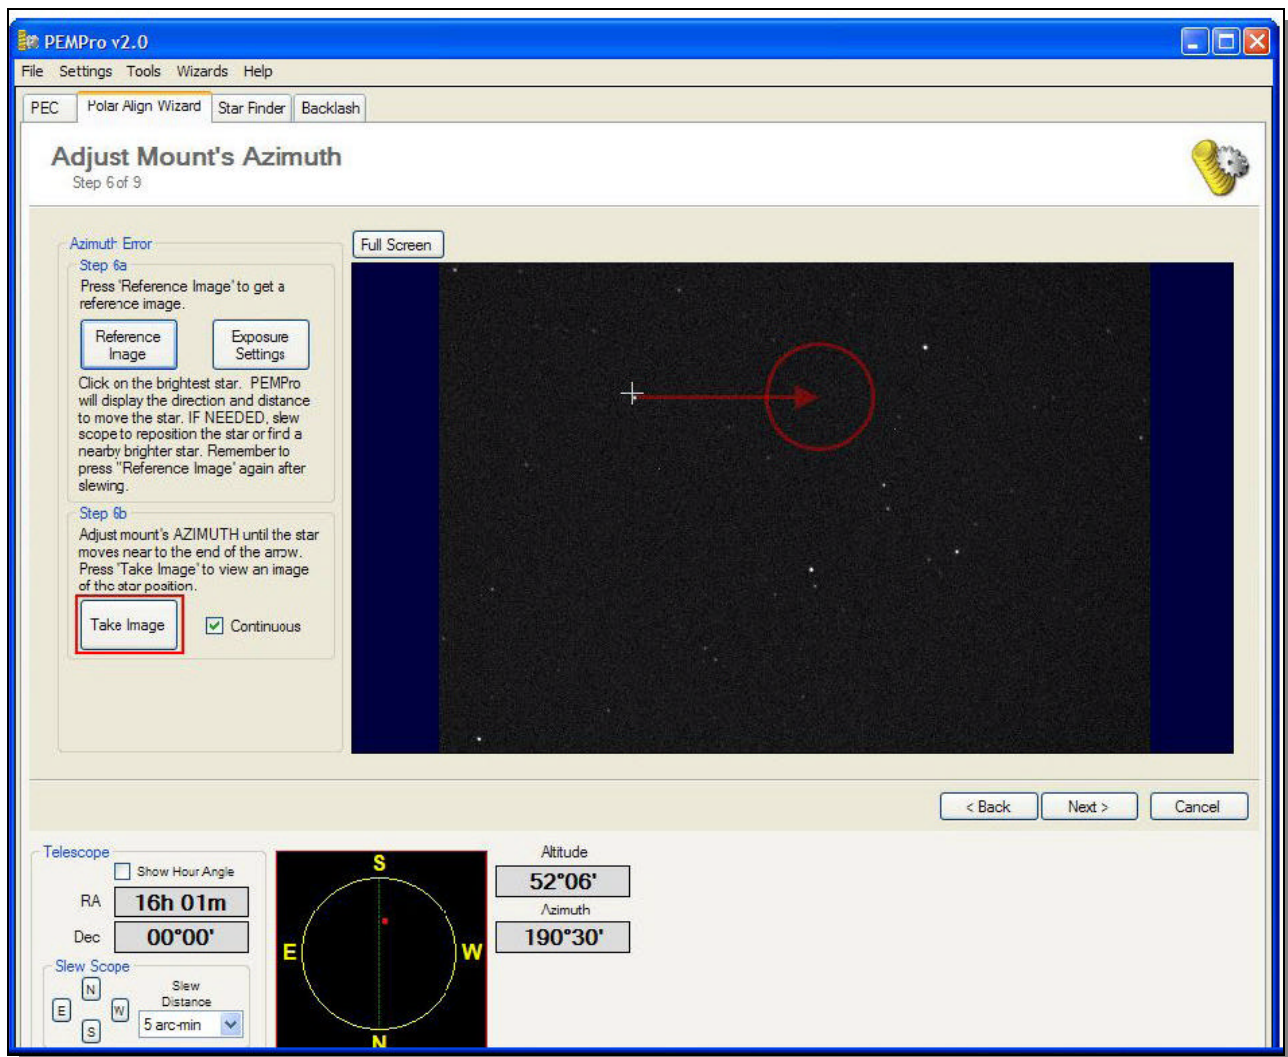 PEMPro v2.0
File Settings Tools Wizards Help
PEC Polar Align Wizard Star Finder Backlash
Adjust Mount's Azimuth
Step 6 of 9
Azimuth Error
Full Screen
Step 6a
Press 'Reference Image' to get a
reference image.
Reference
Image
Exposure
Settings
Click on the brightest star. PEMPro
will display the direction and distance
to move the star. IF NEEDED, slew
scope to reposition the star or find a
nearby brighter star. Remember to
press "Reference Image' again after
slewing.
Step 6b
Adjust mount's AZIMUTH until the star
moves near to the end of the arrow.
Press 'Take Image' to view an image
of the star position.
Take Image
Continuous
< Back Next > Cancel
Telescope
Show Hour Angle
RA 16h 01m
Dec 00°00'
Slew Scope
N
E
W
S
Slew
Distance
5 arc-min
S
E
W
N
Altitude
52°06'
Azimuth
190°30'